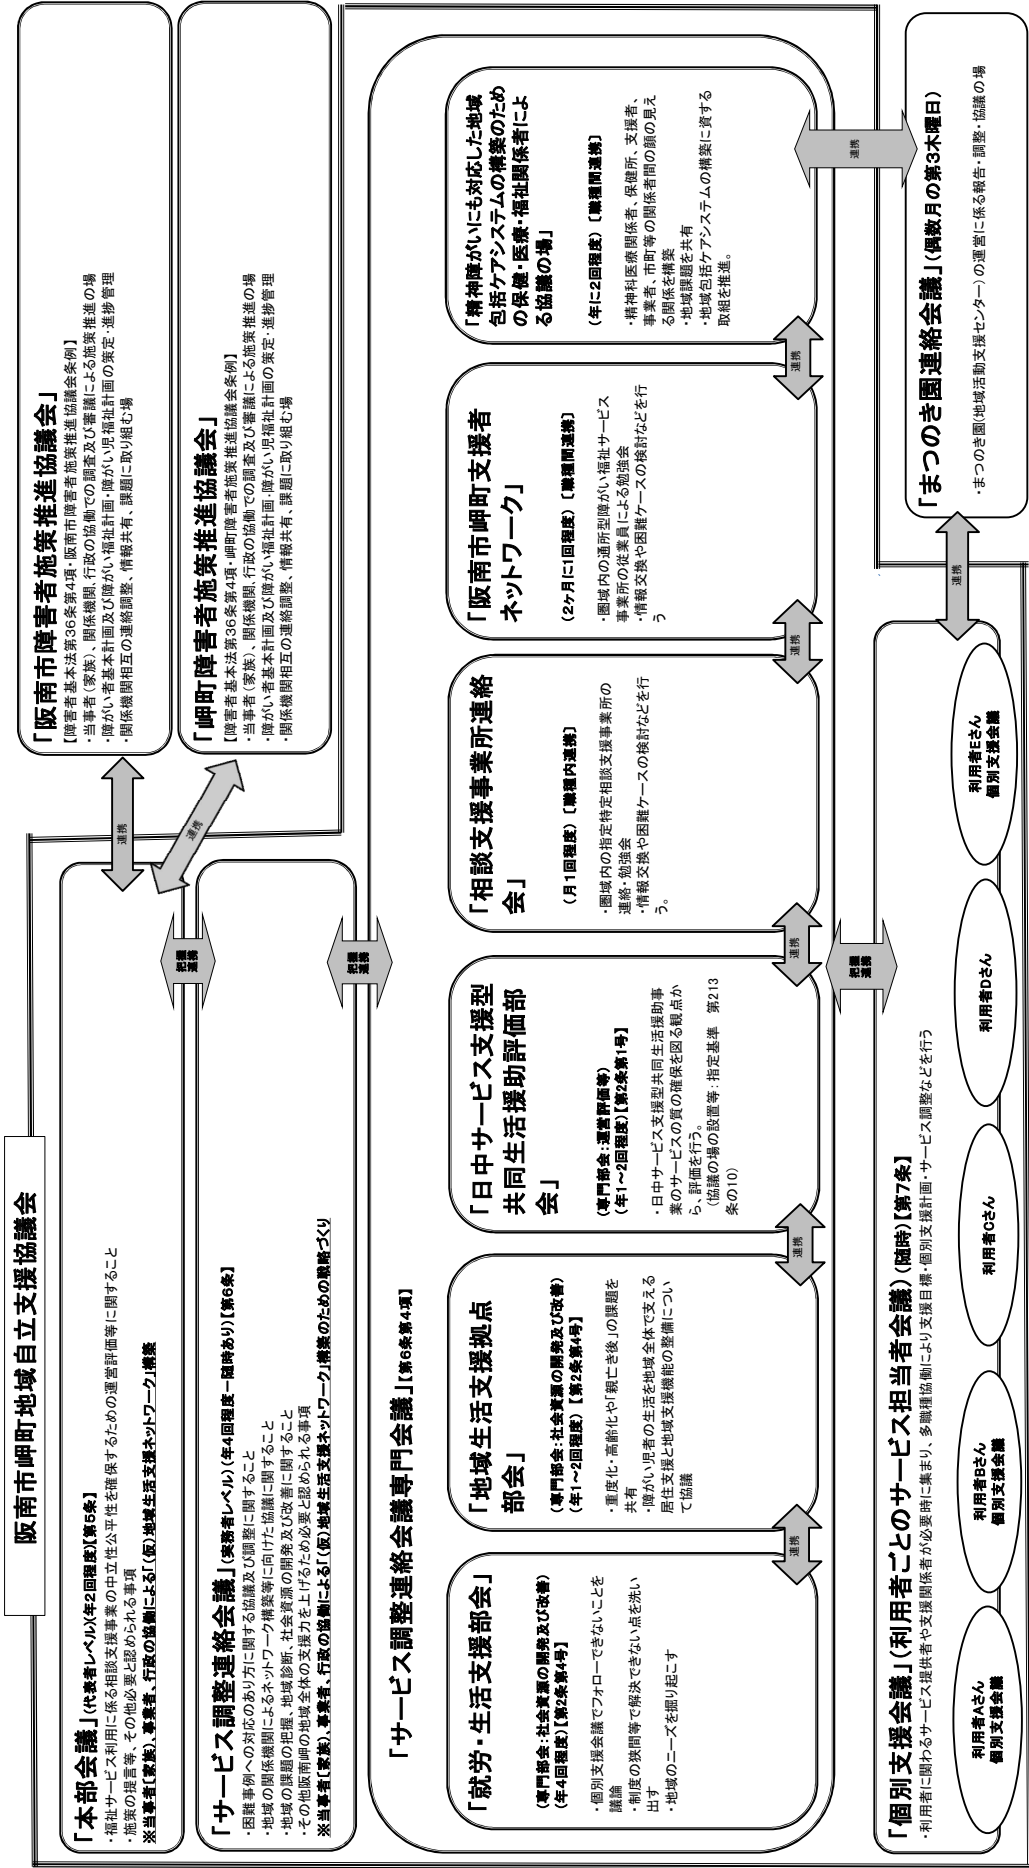 阪南市岬町地域自立支援協議会
「本部会議」(代表者レベル)(年2回程度)【第5条】
・福祉サービス利用に係る相談支援事業の中立性公平性を確保するための運営評価等に関すること
・施策の提言等、その他必要と認められる事項
※当事者〔家族〕、事業者、行政の協働による「(仮)地域生活支援ネットワーク」構築
「阪南市障害者施策推進協議会」
【障害者基本法第36条第4項・阪南市障害者施策推進協議会条例】
・当事者(家族)、関係機関、行政の協働での調査及び審議による施策推進の場
・障がい者基本計画及び障がい福祉計画・障がい児福祉計画の策定・進捗管理
・関係機関相互の連絡調整、情報共有、課題に取り組む場
連携
「岬町障害者施策推進協議会」
【障害者基本法第36条第4項・岬町障害者施策推進協議会条例】
・当事者(家族)、関係機関、行政の協働での調査及び審議による施策推進の場
・障がい者基本計画及び障がい福祉計画・障がい児福祉計画の策定・進捗管理
・関係機関相互の連絡調整、情報共有、課題に取り組む場
連携
把握
連携
「サービス調整連絡会議」(実務者レベル)(年4回程度－随時あり)【第6条】
・困難事例への対応のあり方に関する協議及び調整に関すること
・地域の関係機関によるネットワーク構築等に向けた協議に関すること
・地域の課題の把握、地域診断、社会資源の開発及び改善に関すること
・その他阪南岬の地域全体の支援力を上げるため必要と認められる事項
※当事者〔家族〕、事業者、行政の協働による「(仮)地域生活支援ネットワーク」構築のための戦略づくり
把握
連携
「サービス調整連絡会議専門会議」【第6条第4項】
「就労・生活支援部会」
(専門部会:社会資源の開発及び改善)
(年4回程度)【第2条第4号】
・個別支援会議でフォローできないことを
議論
・制度の狭間等で解決できない点を洗い
出す
・地域のニーズを掘り起こす
連携
「地域生活支援拠点
部会」
(専門部会:社会資源の開発及び改善)
(年1～2回程度)【第2条第4号】
・重度化・高齢化や「親亡き後」の課題を
共有
・障がい児者の生活を地域全体で支える
居住支援と地域支援機能の整備につい
て協議
連携
「日中サービス支援型
共同生活援助評価部
会」
(専門部会:運営評価等)
(年1～2回程度)【第2条第1号】
・日中サービス支援型共同生活援助事
業のサービスの質の確保を図る観点か
ら、評価を行う。
(協議の場の設置等:指定基準 第213
条の10)
連携
「相談支援事業所連絡
会」
(月1回程度)〔職種内連携〕
・圏域内の指定特定相談支援事業所の
連絡・勉強会
・情報交換や困難ケースの検討などを行
う。
連携
「阪南市岬町支援者
ネットワーク」
(2ヶ月に1回程度)〔職種間連携〕
・圏域内の通所型障がい福祉サービス
事業所の従業員による勉強会
・情報交換や困難ケースの検討などを行
う
連携
「精神障がいにも対応した地域
包括ケアシステムの構築のため
の保健・医療・福祉関係者によ
る協議の場」
(年に2回程度)〔職種間連携〕
・精神科医療関係者、保健所、支援者、
事業者、市町等の関係者間の顔の見え
る関係を構築
・地域課題を共有
・地域包括ケアシステムの構築に資する
取組を推進。
連携
把握
連携
「個別支援会議」(利用者ごとのサービス担当者会議)(随時)【第7条】
・利用者に関わるサービス提供者や支援関係者が必要時に集まり、多職種協働により支援目標・個別支援計画・サービス調整などを行う
利用者Aさん
個別支援会議
利用者Bさん
個別支援会議
利用者Cさん
利用者Dさん
利用者Eさん
個別支援会議
連携
「まつのき園連絡会議」(偶数月の第3木曜日)
・まつのき園(地域活動支援センター)の運営に係る報告・調整・協議の場